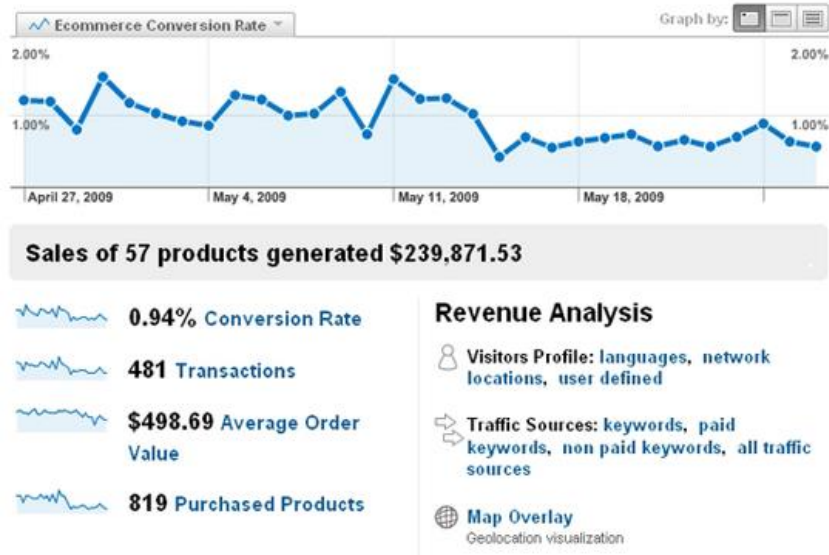 Ecommerce Conversion Rate
Graph by:
2.00% 2.00%
1.00% 1.00%
April 27, 2009 May 4, 2009 May 11, 2009 May 18, 2009
Sales of 57 products generated $239,871.53
0.94% Conversion Rate
481 Transactions
$498.69 Average Order
Value
819 Purchased Products
Revenue Analysis
Visitors Profile: languages, network
locations, user defined
Traffic Sources: keywords, paid
keywords, non paid keywords, all traffic
sources
Map Overlay
Geolocation visualization